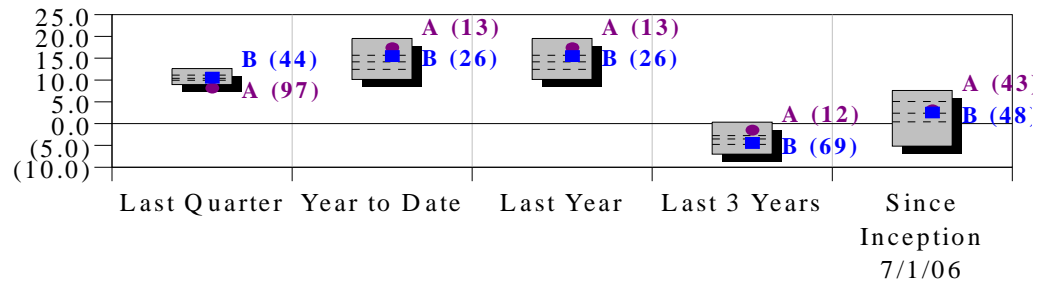 25.0
20.0
15.0
10.0
5.0
0.0
(5.0)
(10.0)
B (44)
A (97)
A (13)
B (26)
A (13)
B (26)
A (12)
B (69)
A (43)
B (48)
Last Quarter
Year to Date
Last Year
Last 3 Years
Since
Inception
7/1/06